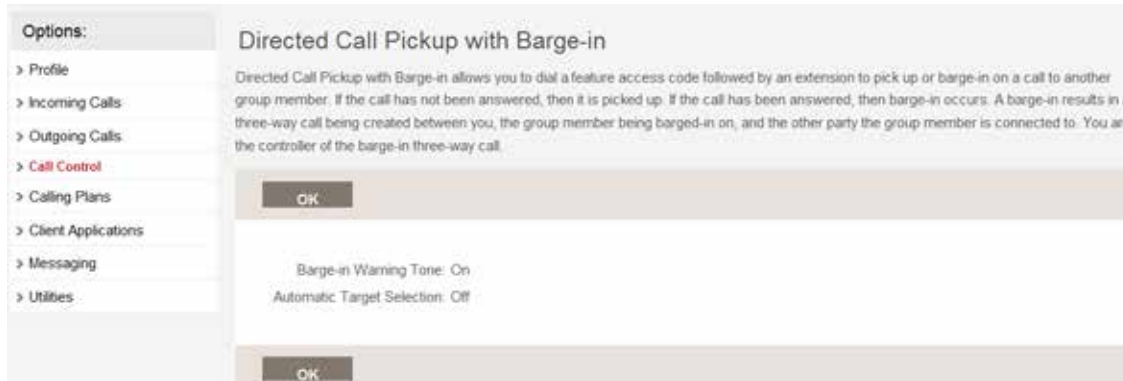 Options:
> Profile
> Incoming Calls
> Outgoing Calls
> Call Control
> Calling Plans
> Client Applications
> Messaging
> Utilities
Directed Call Pickup with Barge-in
Directed Call Pickup with Barge-in allows you to dial a feature access code followed by an extension to pick up or barge-in on a call to another
group member. If the call has not been answered, then it is picked up. If the call has been answered, then barge-in occurs. A barge-in results in
three-way call being created between you, the group member being barged-in on, and the other party the group member is connected to. You ar
the controller of the barge-in three-way call.
OK
Barge-in Warning Tone: On
Automatic Target Selection: Off
OK